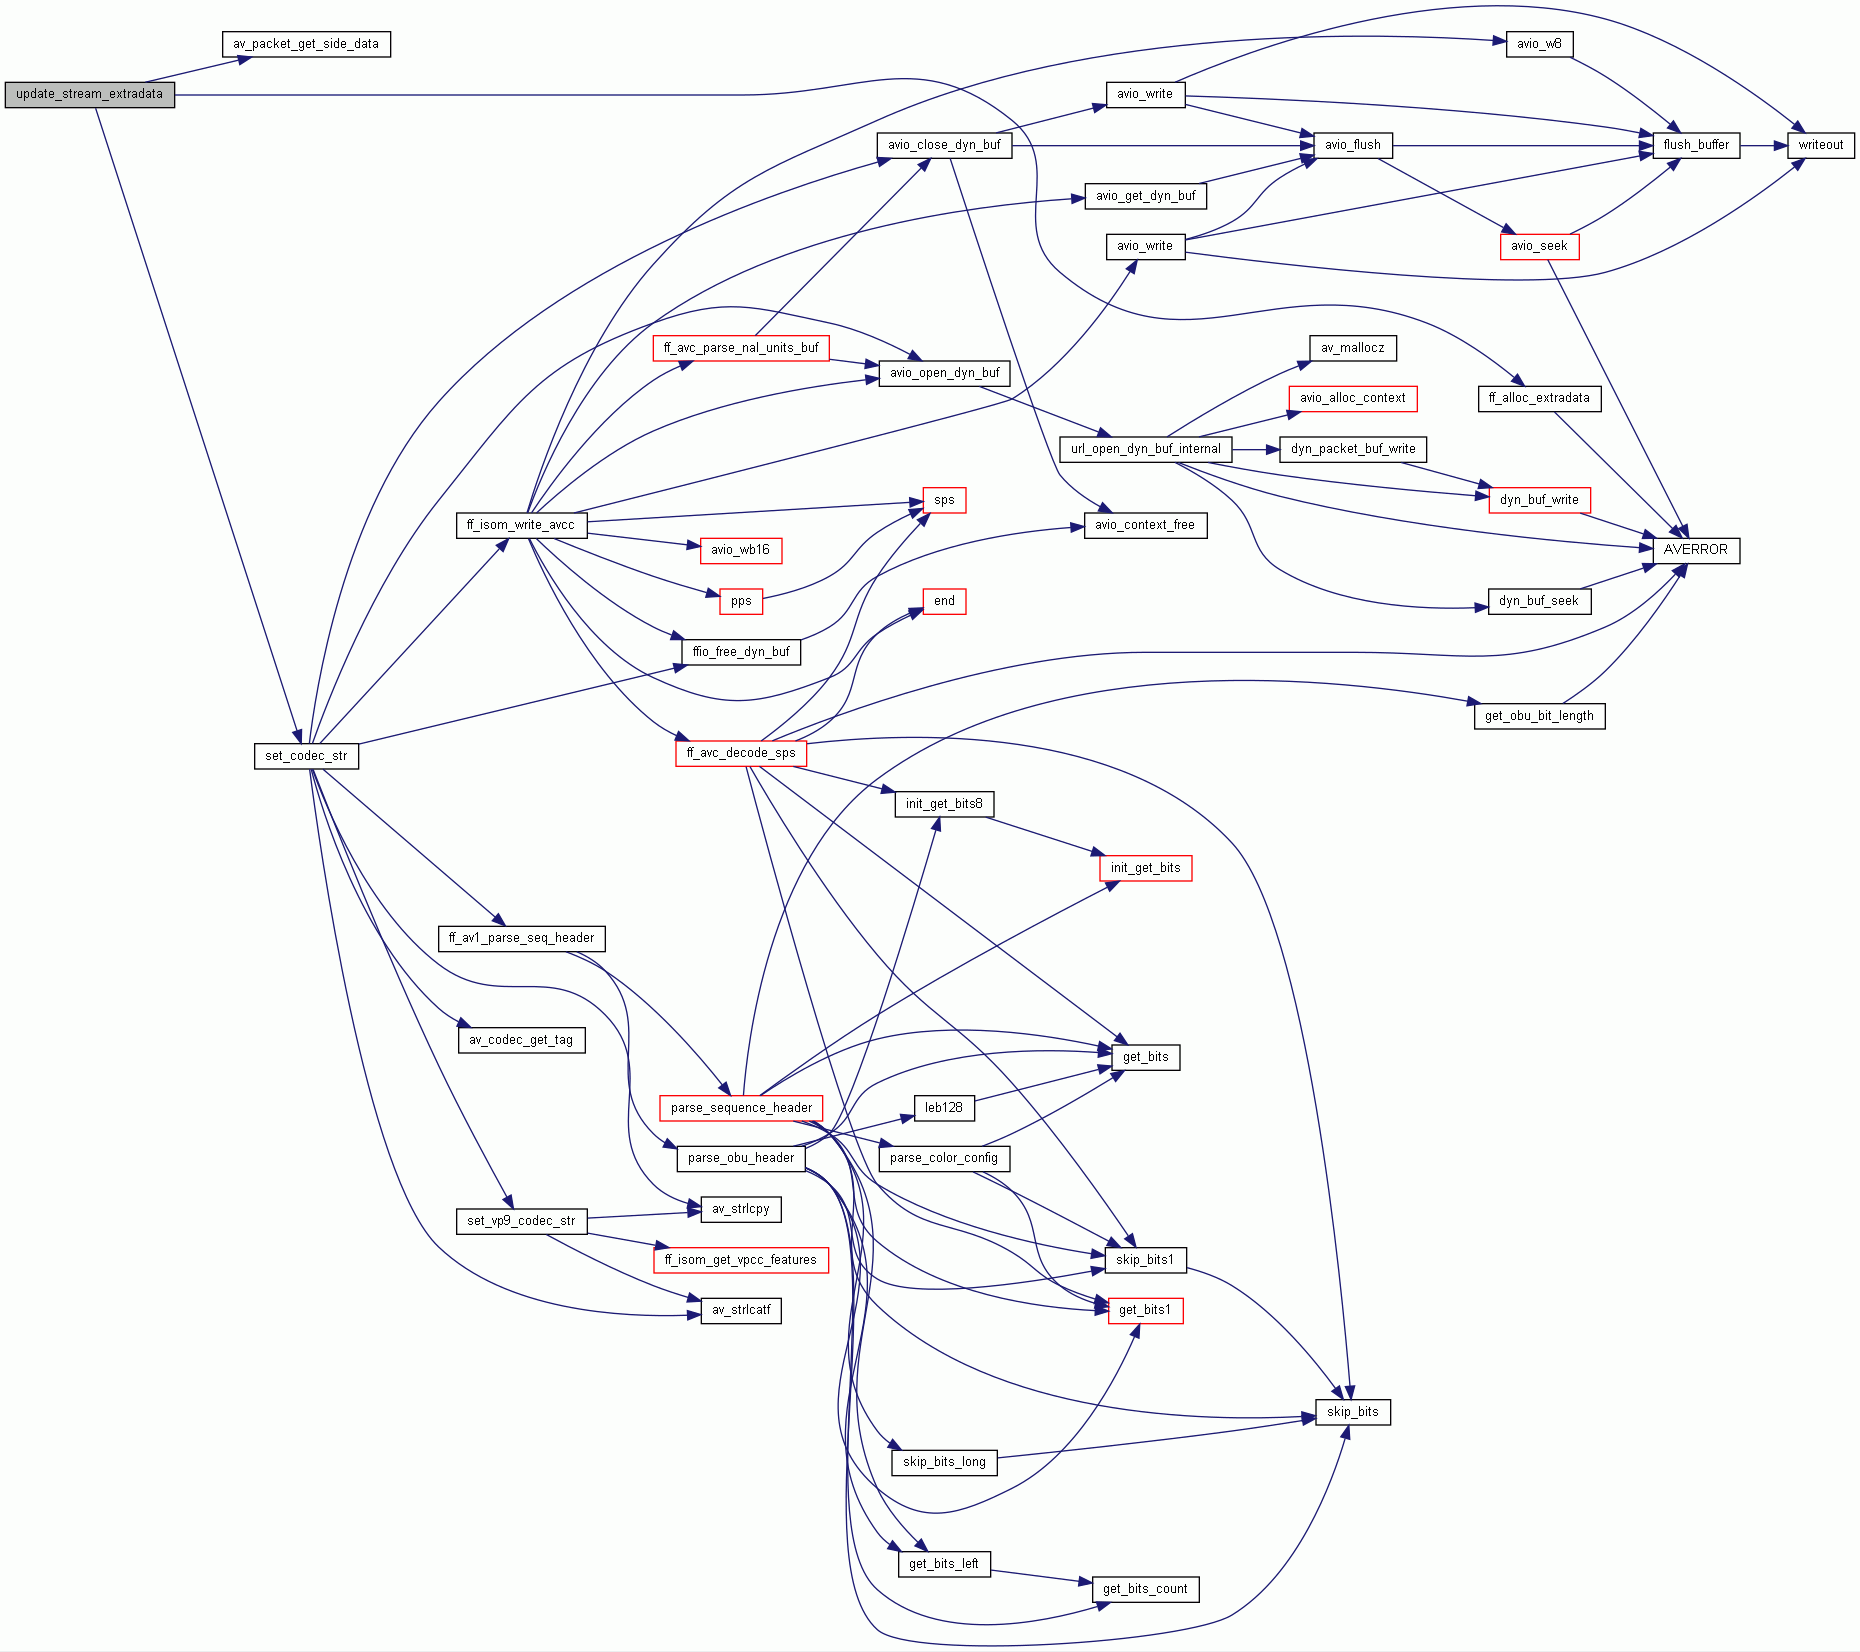 av_packet_get_side_data
avio_w8
update_stream_extradata
avio_write
avio_close_dyn_buf
avio_flush
flush_buffer
writeout
avio_get_dyn_buf
avio_write
avio_seek
ff_avc_parse_nal_units_buf
av_mallocz
avio_open_dyn_buf
avio_alloc_context
ff_alloc_extradata
url_open_dyn_buf_internal
dyn_packet_buf_write
sps
dyn_buf_write
ff_isom_write_avcc
avio_context_free
avio_wb16
AVERROR
pps
end
dyn_buf_seek
ffio_free_dyn_buf
get_obu_bit_length
set_codec_str
ff_avc_decode_sps
init_get_bits8
init_get_bits
ff_av1_parse_seq_header
av_codec_get_tag
get_bits
parse_sequence_header
leb128
parse_obu_header
parse_color_config
av_strlcpy
set_vp9_codec_str
ff_isom_get_vpcc_features
skip_bits1
av_strlcatf
get_bits1
skip_bits
skip_bits_long
get_bits_left
get_bits_count